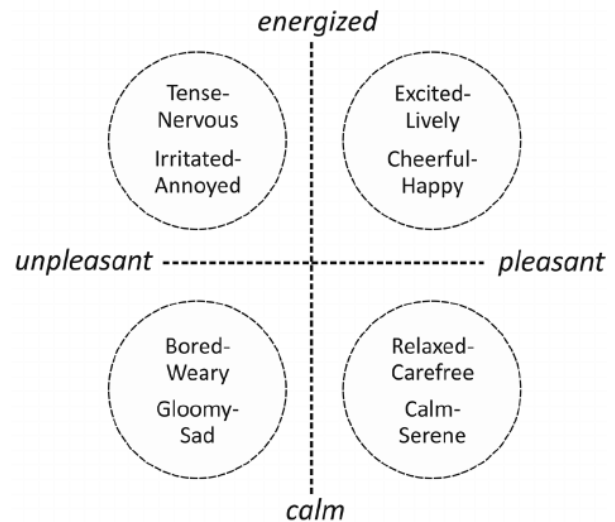 energized
Tense-
Nervous
Irritated-
Annoyed
Excited-
Lively
Cheerful-
Happy
unpleasant
pleasant
Bored-
Weary
Gloomy-
Sad
Relaxed-
Carefree
Calm-
Serene
calm